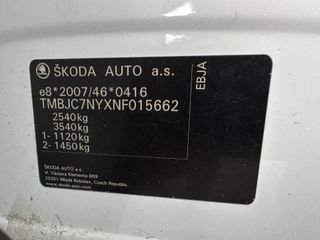 ŠKODA AUTO a.s.
e8*2007/46*0416
TMBJC7NYXNF015662
2540kg
3540kg
1- 1120kg
2- 1450kg
EBJA
ŠKODA AUTO a.s.
tř. Václava Klementa 869
29301 Mladá Boleslav, Czech Republic.
www.skoda-auto.com